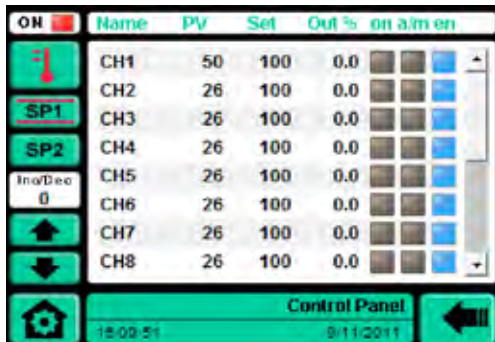 ON
Name PV Set Out % on a/m en
CH1 50 100 0.0
CH2 26 100 0.0
SP1
CH3 26 100 0.0
SP2
CH4 26 100 0.0
Inc/Dec
0
CH5 26 100 0.0
CH6 26 100 0.0
CH7 26 100 0.0
CH8 26 100 0.0
Control Panel
9/11/2011